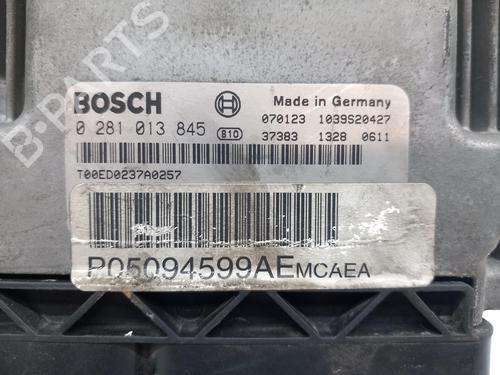 B-PARTS
BOSCH
Made in Germany
0 281 013 845
810
070123 1039S20427
37383 1328 0611
T00ED0237A0257
P05094599AEMCAEA